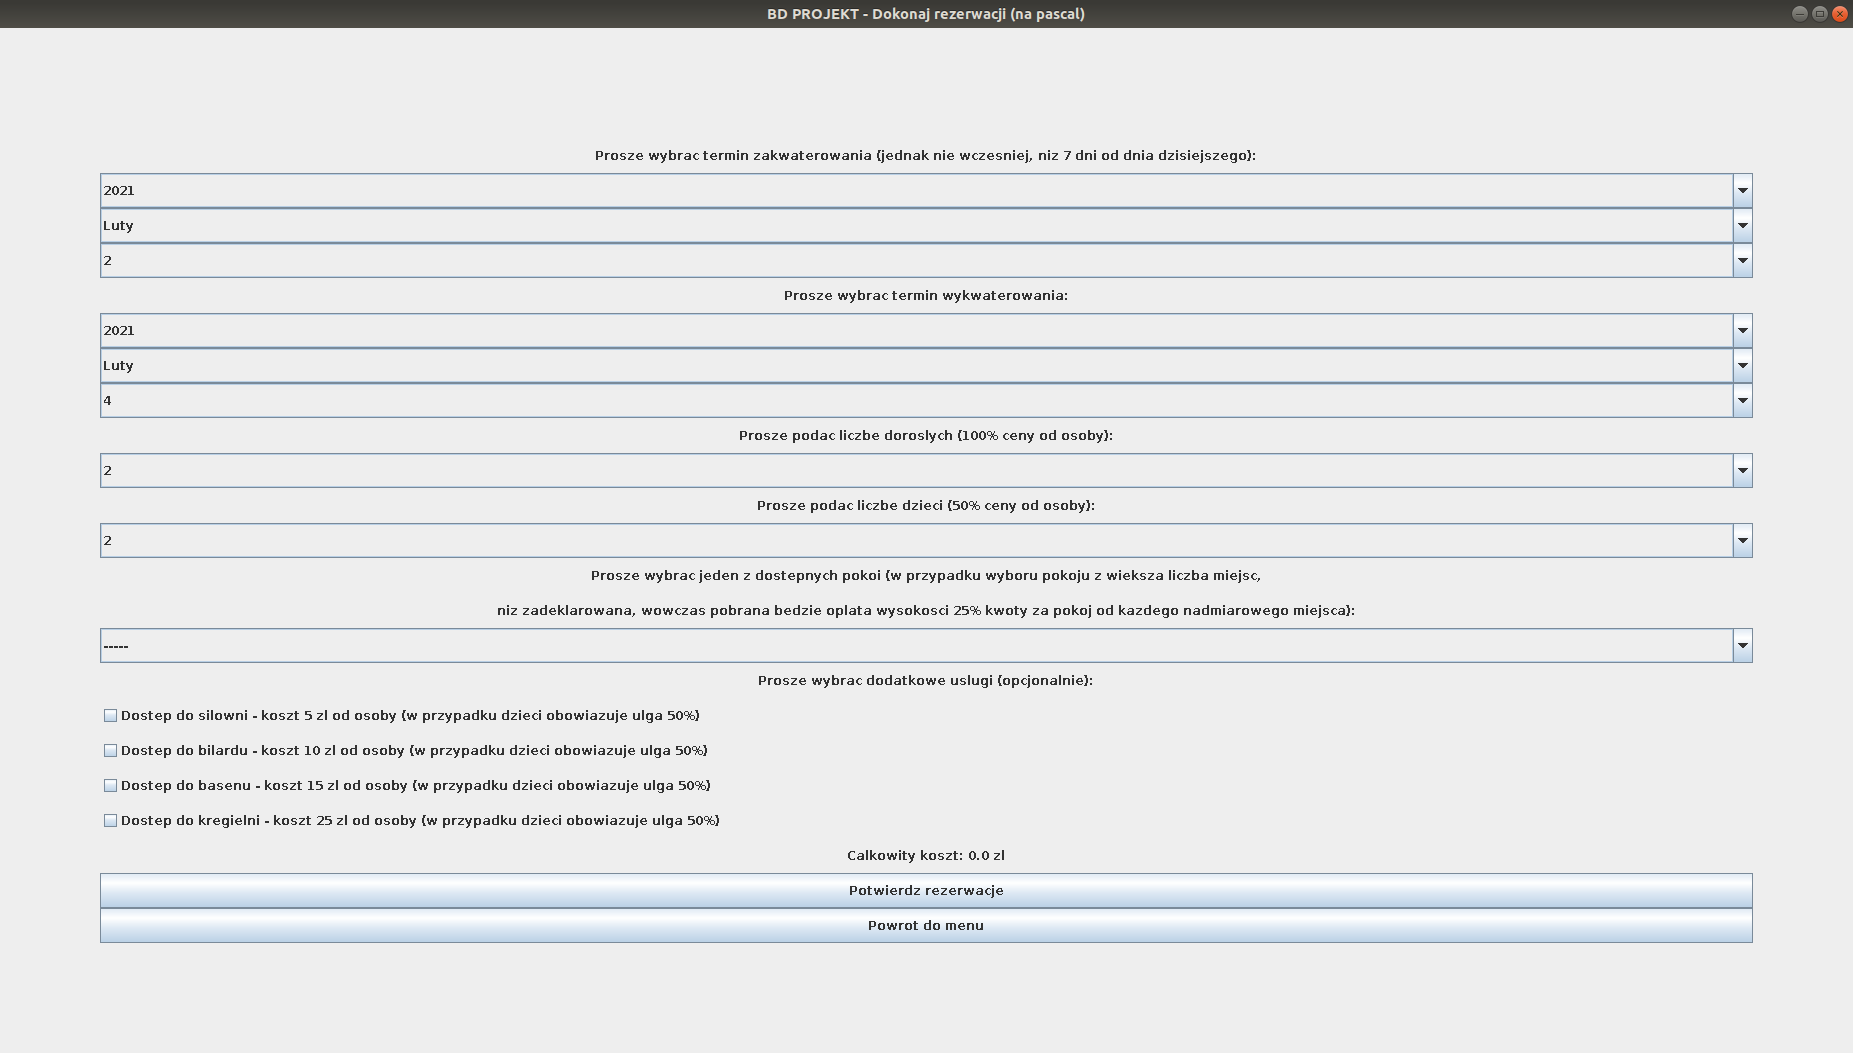 BD PROJEKT - Dokonaj rezerwacji (na pascal)
Prosze wybrac termin zakwaterowania (jednak nie wczesniej, niz 7 dni od dnia dzisiejszego):
2021
Luty
2
Prosze wybrac termin wykwaterowania:
2021
Luty
4
Prosze podac liczbe doroslych (100% ceny od osoby):
2
Prosze podac liczbe dzieci (50% ceny od osoby):
2
Prosze wybrac jeden z dostepnych pokoi (w przypadku wyboru pokoju z wieksza liczba miejsc,
niz zadeklarowana, wowczas pobrana bedzie oplata wysokosci 25% kwoty za pokoj od kazdego nadmiarowego miejsca):
-----
Prosze wybrac dodatkowe uslugi (opcjonalnie):
Dostep do silowni - koszt 5 zl od osoby (w przypadku dzieci obowiazuje ulga 50%)
Dostep do bilardu - koszt 10 zl od osoby (w przypadku dzieci obowiazuje ulga 50%)
Dostep do basenu - koszt 15 zl od osoby (w przypadku dzieci obowiazuje ulga 50%)
Dostep do kregielni - koszt 25 zl od osoby (w przypadku dzieci obowiazuje ulga 50%)
Calkowity koszt: 0.0 zl
Potwierdz rezerwacje
Powrot do menu